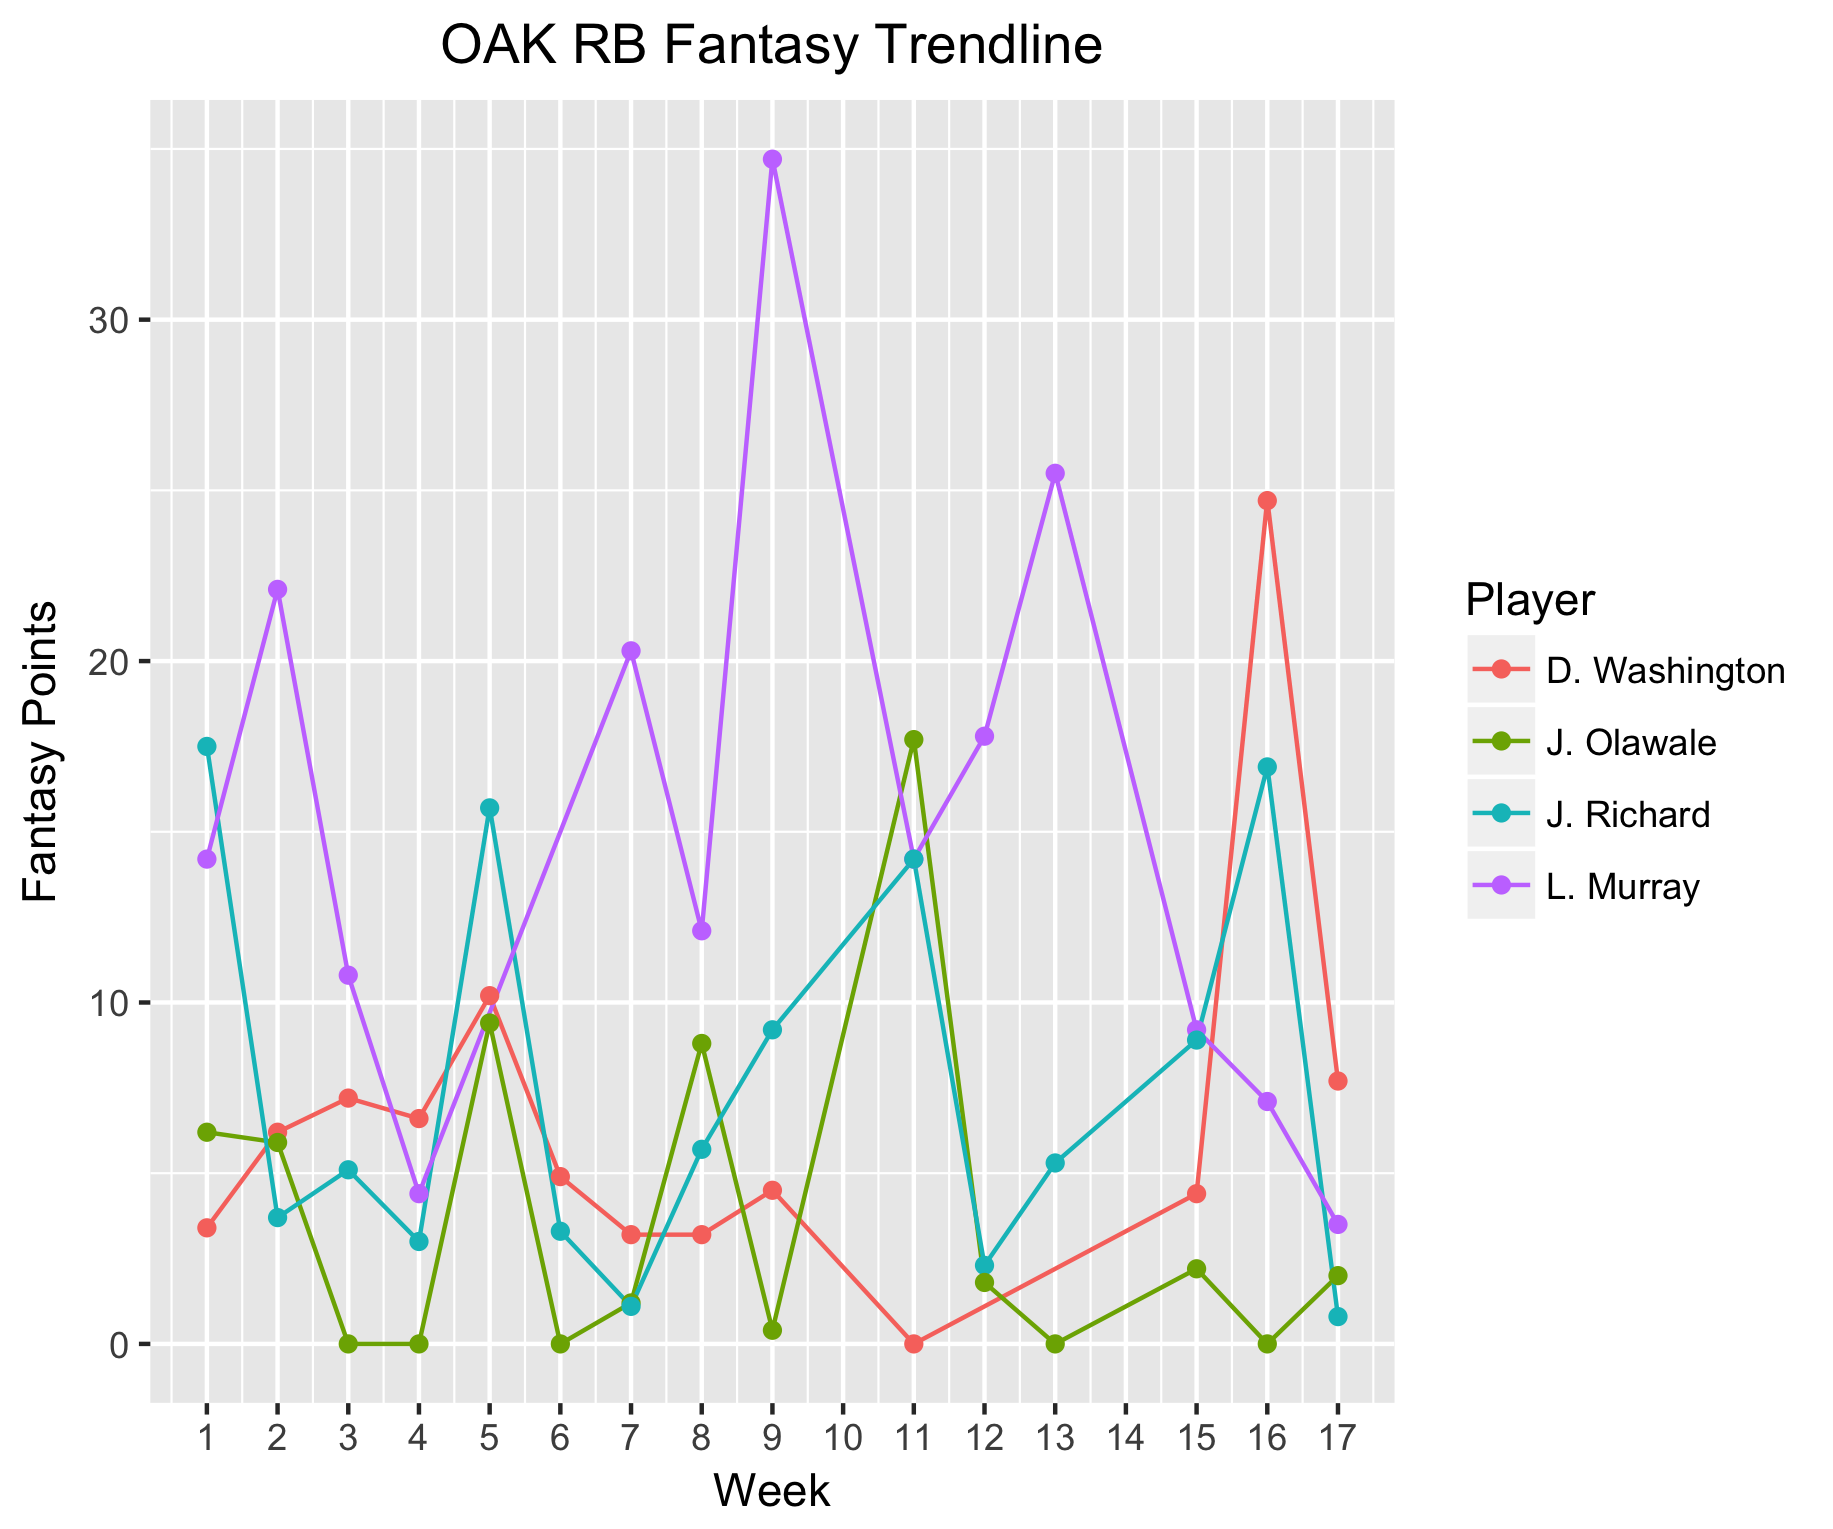 OAK RB Fantasy Trendline
Fantasy Points
30
20
10
0
1 2 3 4 5 6 7 8 9 10 11 12 13 14 15 16 17
Week
Player
D. Washington
J. Olawale
J. Richard
L. Murray